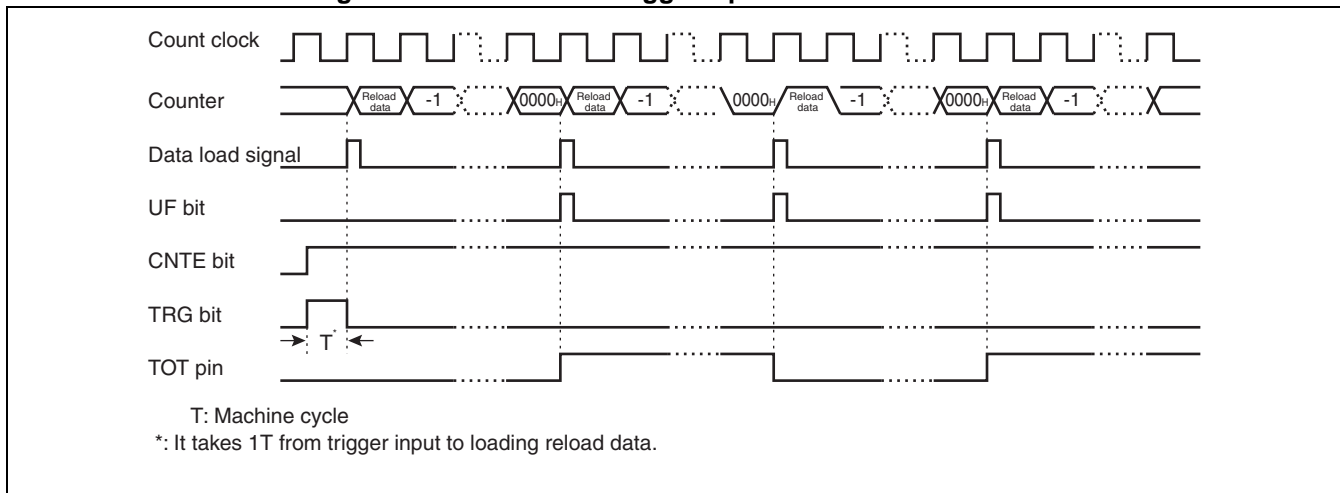 Count clock
Counter Reload data -1 0000H Reload data -1 0000H Reload data -1 0000H Reload data -1
Data load signal
UF bit
CNTE bit
TRG bit
T*
TOT pin
T: Machine cycle
*: It takes 1T from trigger input to loading reload data.